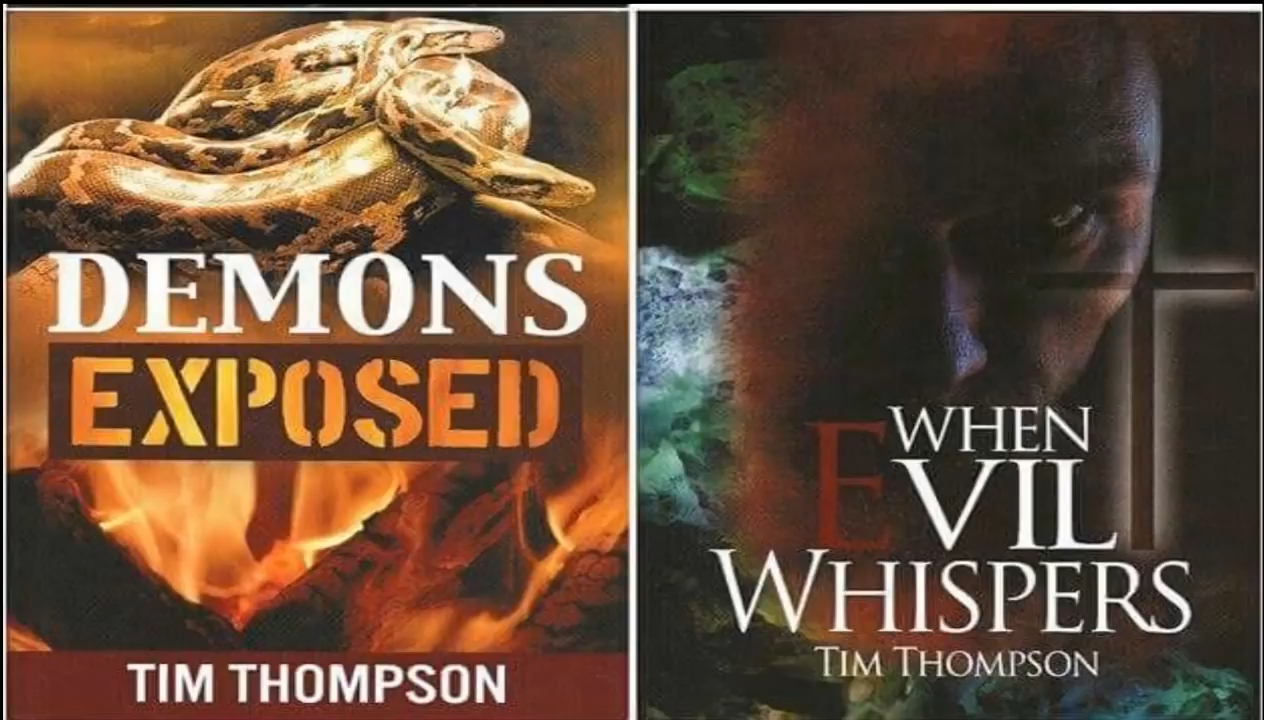 DEMONS
EXPOSED
TIM THOMPSON
WHEN
EVIL
WHISPERS
TIM THOMPSON